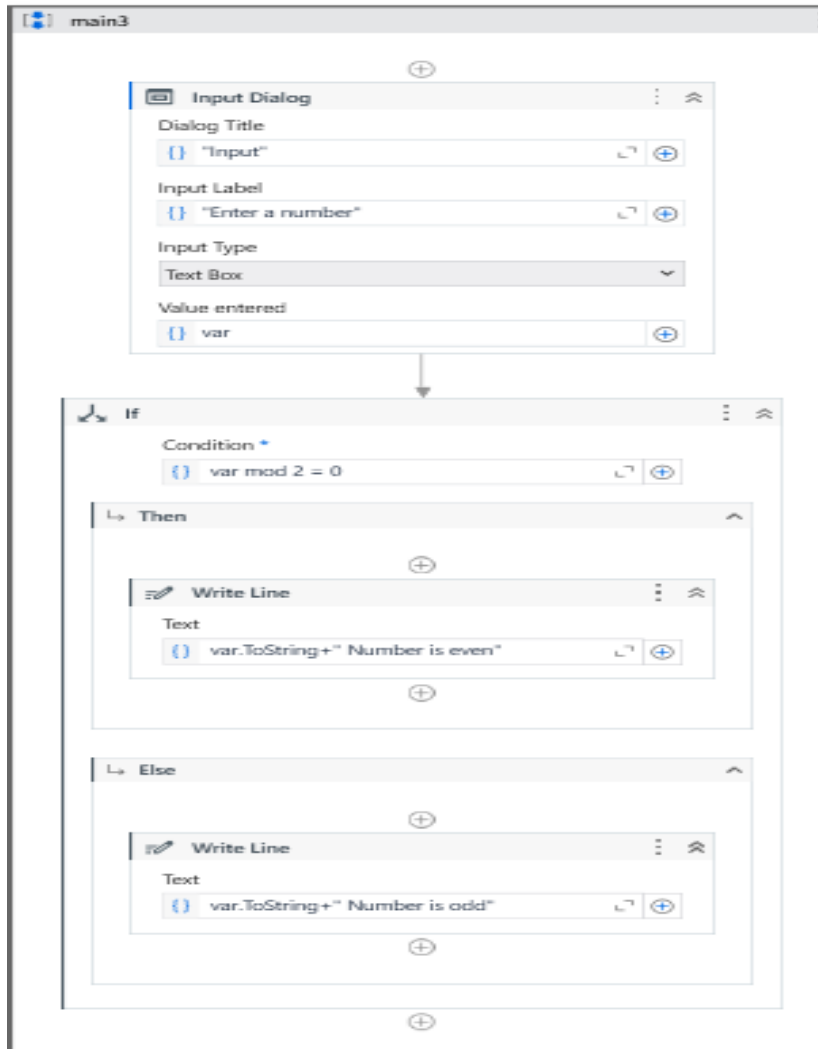 main3
Input Dialog
Dialog Title
{} "Input"
Input Label
{} "Enter a number"
Input Type
Text Box
Value entered
{} var
If
Condition *
{} var mod 2 = 0
Then
Write Line
Text
{} var.ToString+" Number is even"
Else
Write Line
Text
{} var.ToString+" Number is odd"